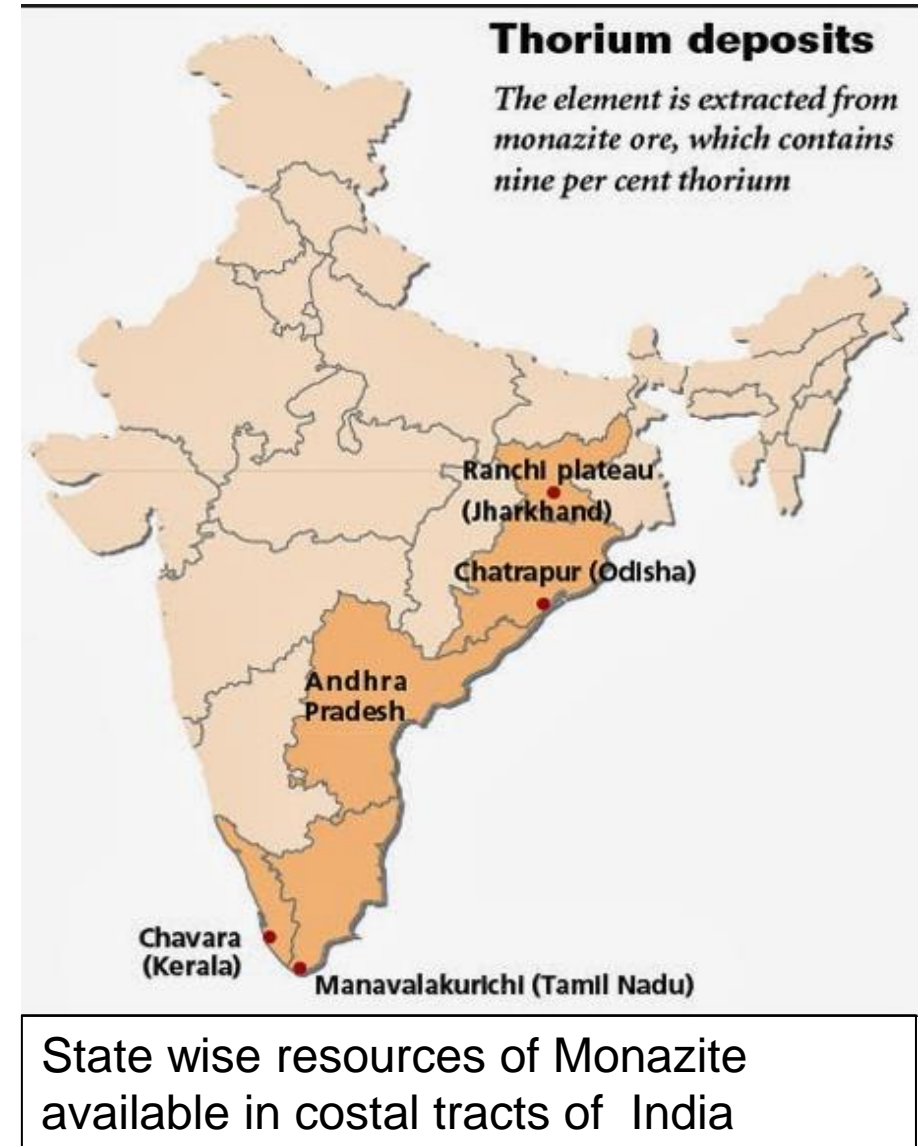 Thorium deposits
The element is extracted from
monazite ore, which contains
nine per cent thorium
Ranchi plateau
(Jharkhand)
Chatrapur (Odisha)
Andhra
Pradesh
Chavara
(Kerala)
Manavalakurichi (Tamil Nadu)
State wise resources of Monazite
available in costal tracts of India